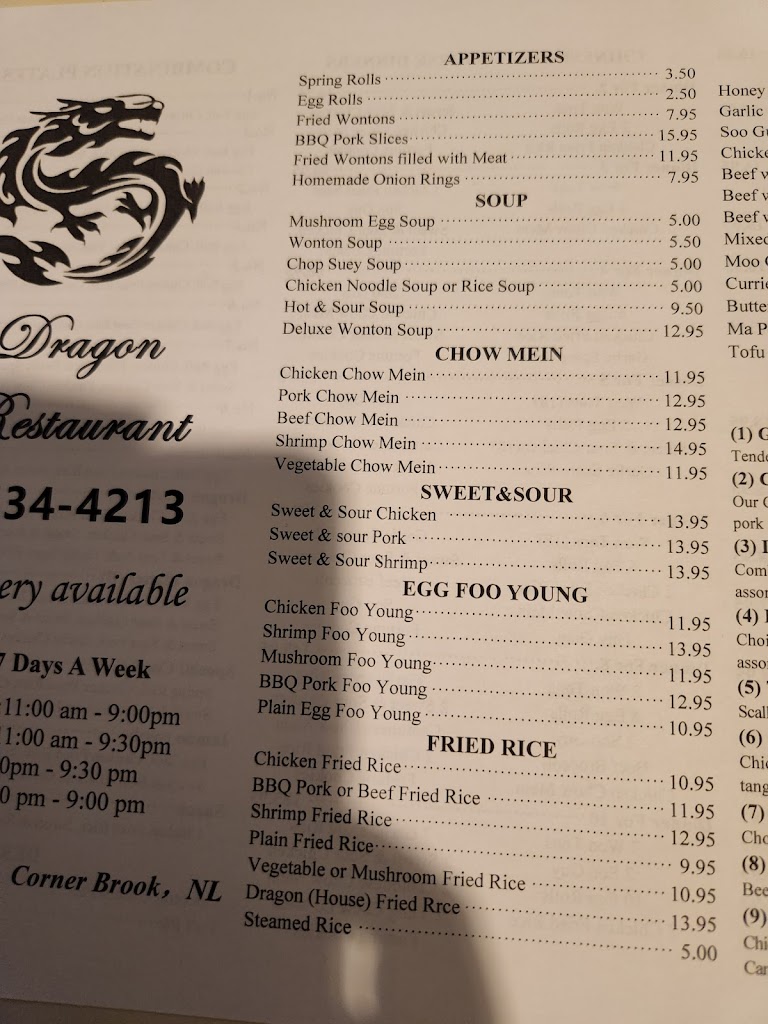 Dragon
Restaurant
34-4213
ery available
7 Days A Week
11:00 am - 9:00pm
11:00 am - 9:30pm
0pm - 9:30 pm
0 pm - 9:00 pm
Corner Brook, NL
APPETIZERS
Spring Rolls 3.50
Egg Rolls 2.50
Fried Wontons 7.95
BBQ Pork Slices 15.95
Fried Wontons filled with Meat 11.95
Homemade Onion Rings 7.95
SOUP
Mushroom Egg Soup 5.00
Wonton Soup 5.50
Chop Suey Soup 5.00
Chicken Noodle Soup or Rice Soup 5.00
Hot & Sour Soup 9.50
Deluxe Wonton Soup 12.95
CHOW MEIN
Chicken Chow Mein 11.95
Pork Chow Mein 12.95
Beef Chow Mein 12.95
Shrimp Chow Mein 14.95
Vegetable Chow Mein 11.95
SWEET&SOUR
Sweet & Sour Chicken 13.95
Sweet & sour Pork 13.95
Sweet & Sour Shrimp 13.95
EGG FOO YOUNG
Chicken Foo Young 11.95
Shrimp Foo Young 13.95
Mushroom Foo Young 11.95
BBQ Pork Foo Young 12.95
Plain Egg Foo Young 10.95
FRIED RICE
Chicken Fried Rice 10.95
BBQ Pork or Beef Fried Rice 11.95
Shrimp Fried Rice 12.95
Plain Fried Rice 9.95
Vegetable or Mushroom Fried Rice 10.95
Dragon (House) Fried Rrce 13.95
Steamed Rice 5.00
Honey
Garlic
Soo Gu
Chicke
Beef w
Beef w
Beef w
Mixed
Moo G
Currie
Butte
Ma P
Tofu
(1) G
Tende
(2) G
Our G
pork
(3) L
Com
assor
(4)
Choi
assor
(5)
Scall
(6)
Chic
tang
(7)
Cho
(8)
Bee
(9)
Chi
Car